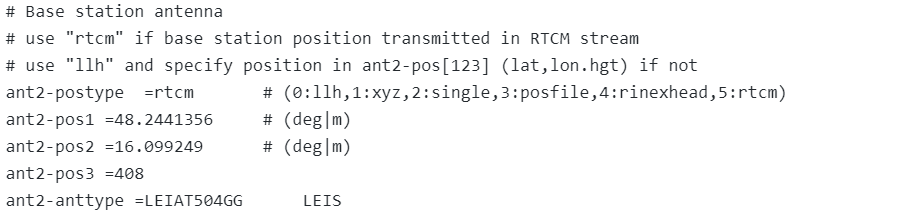 # Base station antenna
# use "rtcm" if base station position transmitted in RTCM stream
# use "llh" and specify position in ant2-pos[123] (lat,lon.hgt) if not
ant2-postype  =rtcm       # (0:llh,1:xyz,2:single,3:posfile,4:rinexhead,5:rtcm)
ant2-pos1 =48.2441356     # (deg|m)
ant2-pos2 =16.099249      # (deg|m)
ant2-pos3 =408
ant2-anttype =LEIAT504GG      LEIS